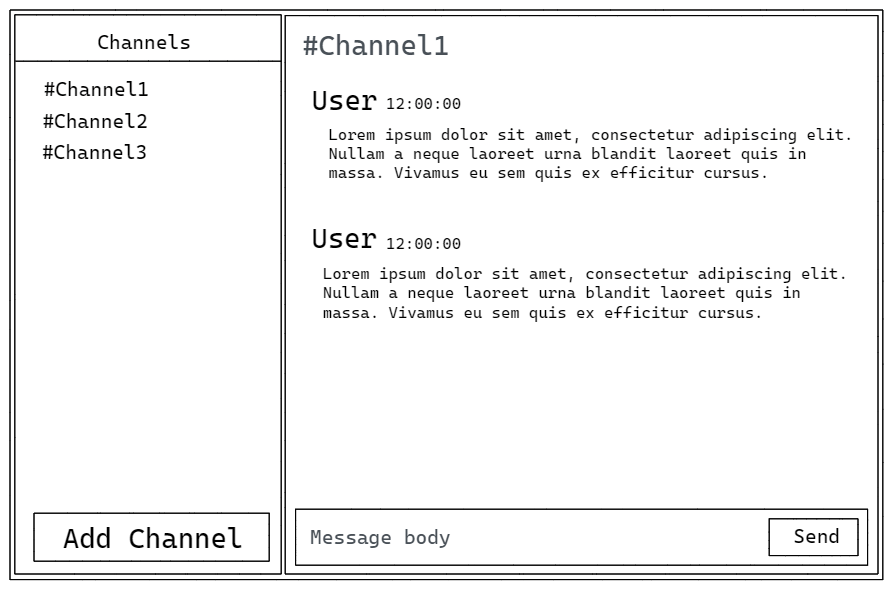 Channels
#Channel1
#Channel2
#Channel3
Add Channel
#Channel1
User 12:00:00
Lorem ipsum dolor sit amet, consectetur adipiscing elit.
Nullam a neque laoreet urna blandit laoreet quis in
massa. Vivamus eu sem quis ex efficitur cursus.
User 12:00:00
Lorem ipsum dolor sit amet, consectetur adipiscing elit.
Nullam a neque laoreet urna blandit laoreet quis in
massa. Vivamus eu sem quis ex efficitur cursus.
Message body
Send